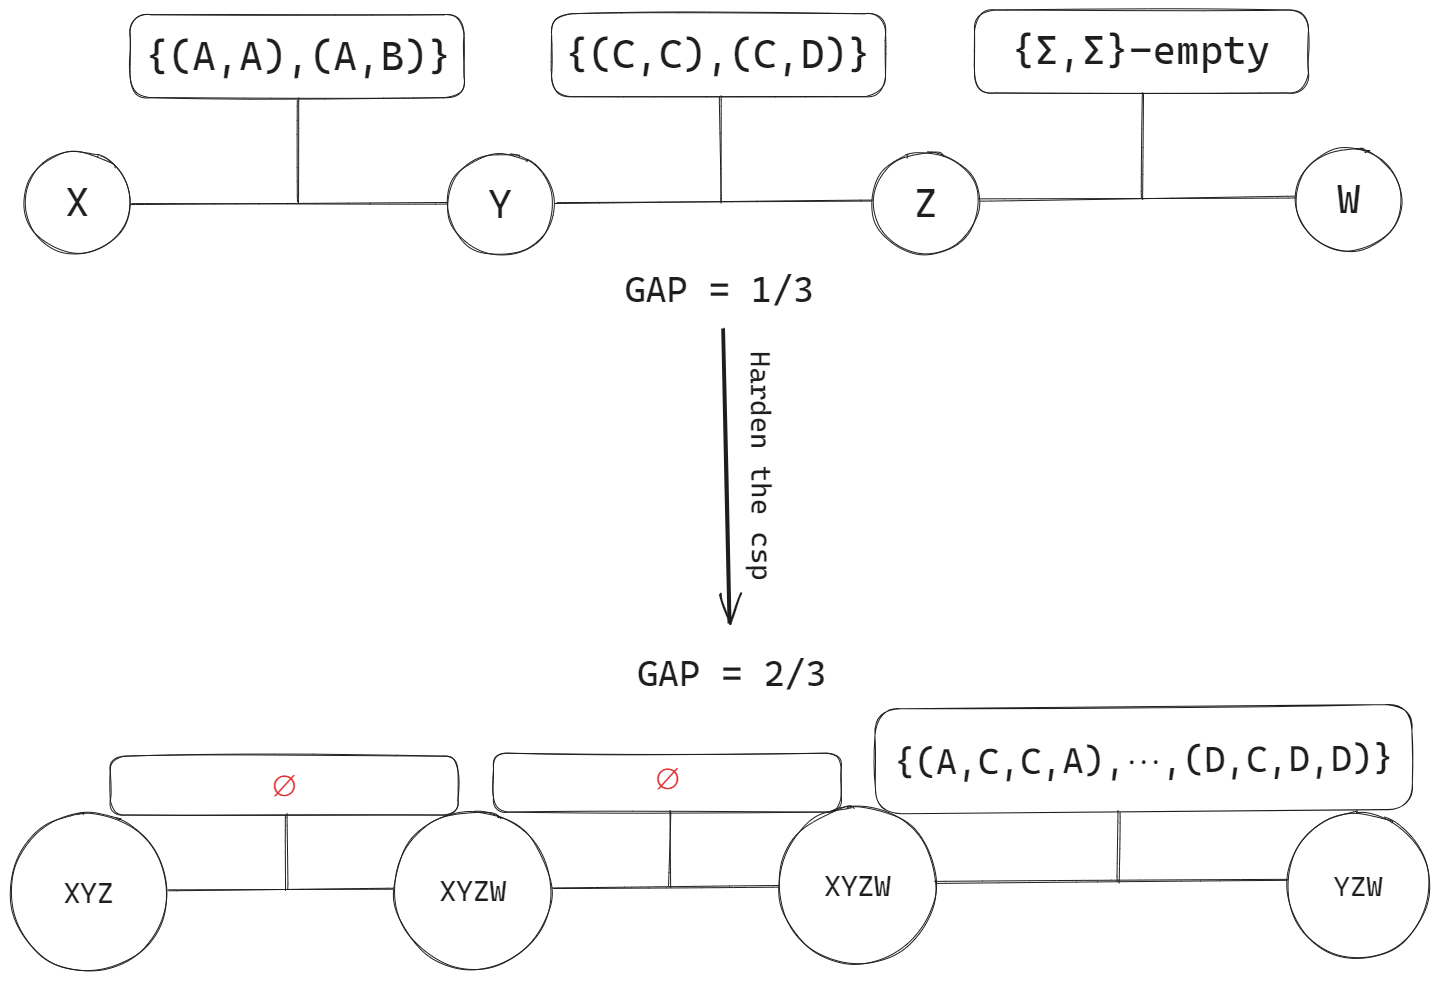 {(A,A),(A,B)}
{(C,C),(C,D)}
{Σ,Σ}-empty
X
Y
Z
W
GAP = 1/3
Harden the csp
GAP = 2/3
∅
∅
{(A,C,C,A),⋯,(D,C,D,D)}
XYZ
XYZW
XYZW
YZW